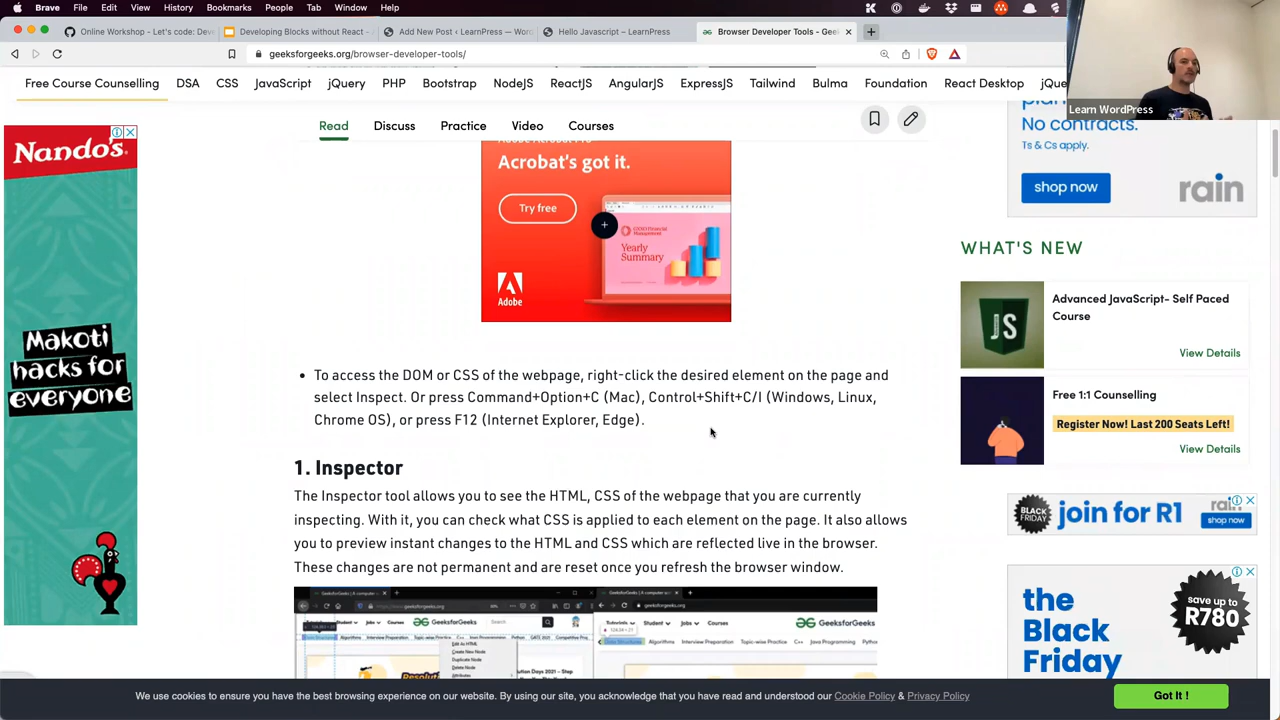 Brave File Edit View History Bookmarks People Tab Window Help
Online Workshop - Let's code: Dev
Developing Blocks without React -
Add New Post ‹ LearnPress — Wor
Hello Javascript – LearnPress
Browser Developer Tools - Gee
geeksforgeeks.org/browser-developer-tools/
Free Course Counselling DSA CSS JavaScript jQuery PHP Bootstrap NodeJS ReactJS AngularJS ExpressJS Tailwind Bulma Foundation React Desktop jQue
Learn WordPress
Read Discuss Practice Video Courses
Nando's
Makoti
hacks for
everyone
Acrobat's got it.
Try free
Yearly
Summary
Adobe
No contracts.
Ts & Cs apply.
shop now
rain
WHAT'S NEW
Advanced JavaScript- Self Paced
Course
View Details
Free 1:1 Counselling
Register Now! Last 200 Seats Left!
View Details
BLACK
FRIDAY
join for R1
rain
shop now
the
Black
Friday
save up to
R780
To access the DOM or CSS of the webpage, right-click the desired element on the page and
select Inspect. Or press Command+Option+C (Mac), Control+Shift+C/I (Windows, Linux,
Chrome OS), or press F12 (Internet Explorer, Edge).
1. Inspector
The Inspector tool allows you to see the HTML, CSS of the webpage that you are currently
inspecting. With it, you can check what CSS is applied to each element on the page. It also allows
you to preview instant changes to the HTML and CSS which are reflected live in the browser.
These changes are not permanent and are reset once you refresh the browser window.
GeeksforGeeks
GeeksforGeeks
We use cookies to ensure you have the best browsing experience on our website. By using our site, you acknowledge that you have read and understood our Cookie Policy & Privacy Policy
Got It !